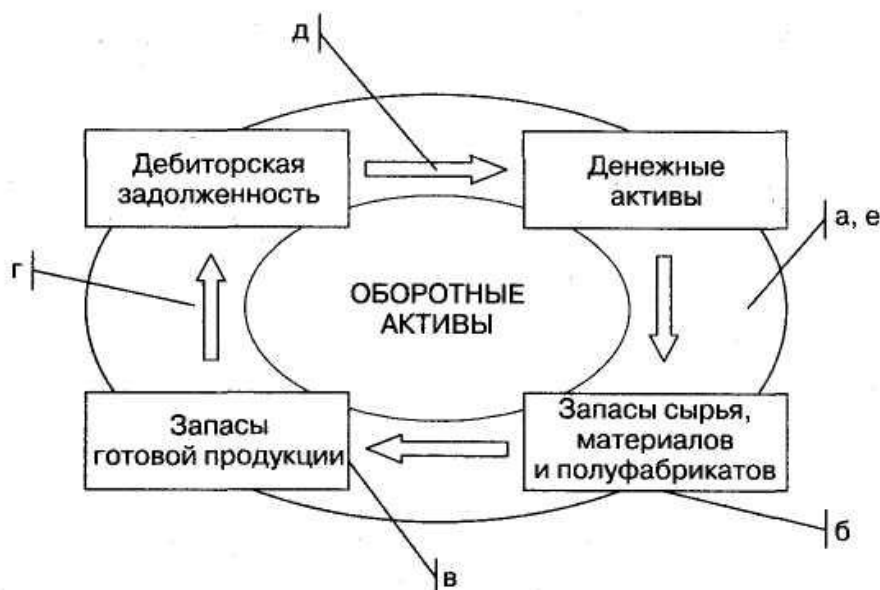 д
Дебиторская
задолженность
Денежные
активы
а, е
г
ОБОРОТНЫЕ
АКТИВЫ
Запасы
готовой продукции
Запасы сырья,
материалов
и полуфабрикатов
б
в